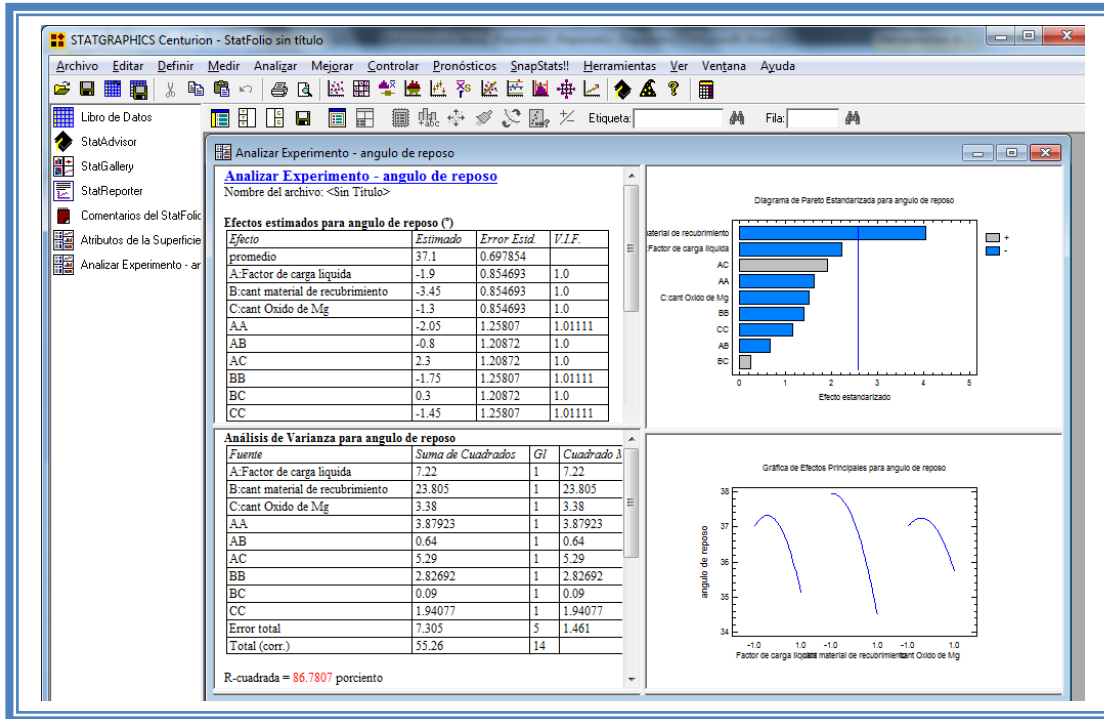 STATGRAPHICS Centurion - StatFolio sin título
Archivo Editar Definir Medir Analizar Mejorar Controlar Pronósticos SnapStats!! Herramientas Ver Ventana Ayuda
Etiqueta: Fila:
Libro de Datos
StatAdvisor
StatGallery
StatReporter
Comentarios del StatFolic
Atributos de la Superficie
Analizar Experimento - ar
Analizar Experimento - angulo de reposo
Analizar Experimento - angulo de reposo
Nombre del archivo: <Sin Titulo>
Efectos estimados para angulo de reposo (°)
Efecto Estimado Error Estd. V.I.F.
promedio 37.1 0.697854
A:Factor de carga liquida -1.9 0.854693 1.0
B:cant material de recubrimiento -3.45 0.854693 1.0
C:cant Oxido de Mg -1.3 0.854693 1.0
AA -2.05 1.25807 1.01111
AB -0.8 1.20872 1.0
AC 2.3 1.20872 1.0
BB -1.75 1.25807 1.01111
BC 0.3 1.20872 1.0
CC -1.45 1.25807 1.01111
Análisis de Varianza para angulo de reposo
Fuente Suma de Cuadrados Gl Cuadrado M
A:Factor de carga liquida 7.22 1 7.22
B:cant material de recubrimiento 23.805 1 23.805
C:cant Oxido de Mg 3.38 1 3.38
AA 3.87923 1 3.87923
AB 0.64 1 0.64
AC 5.29 1 5.29
BB 2.82692 1 2.82692
BC 0.09 1 0.09
CC 1.94077 1 1.94077
Error total 7.305 5 1.461
Total (corr.) 55.26 14
R-cuadrada = 86.7807 porciento
Diagrama de Pareto Estandarizada para angulo de reposo
material de recubrimiento
:Factor de carga liquida
AC
AA
C:cant Oxido de Mg
BB
CC
AB
BC
0 1 2 3 4 5
Efecto estandarizado
+
-
Gráfica de Efectos Principales para angulo de reposo
angulo de reposo
38
37
36
35
34
-1.0 1.0 -1.0 1.0 -1.0 1.0
Factor de carga material de recubrimiento Oxido de Mg